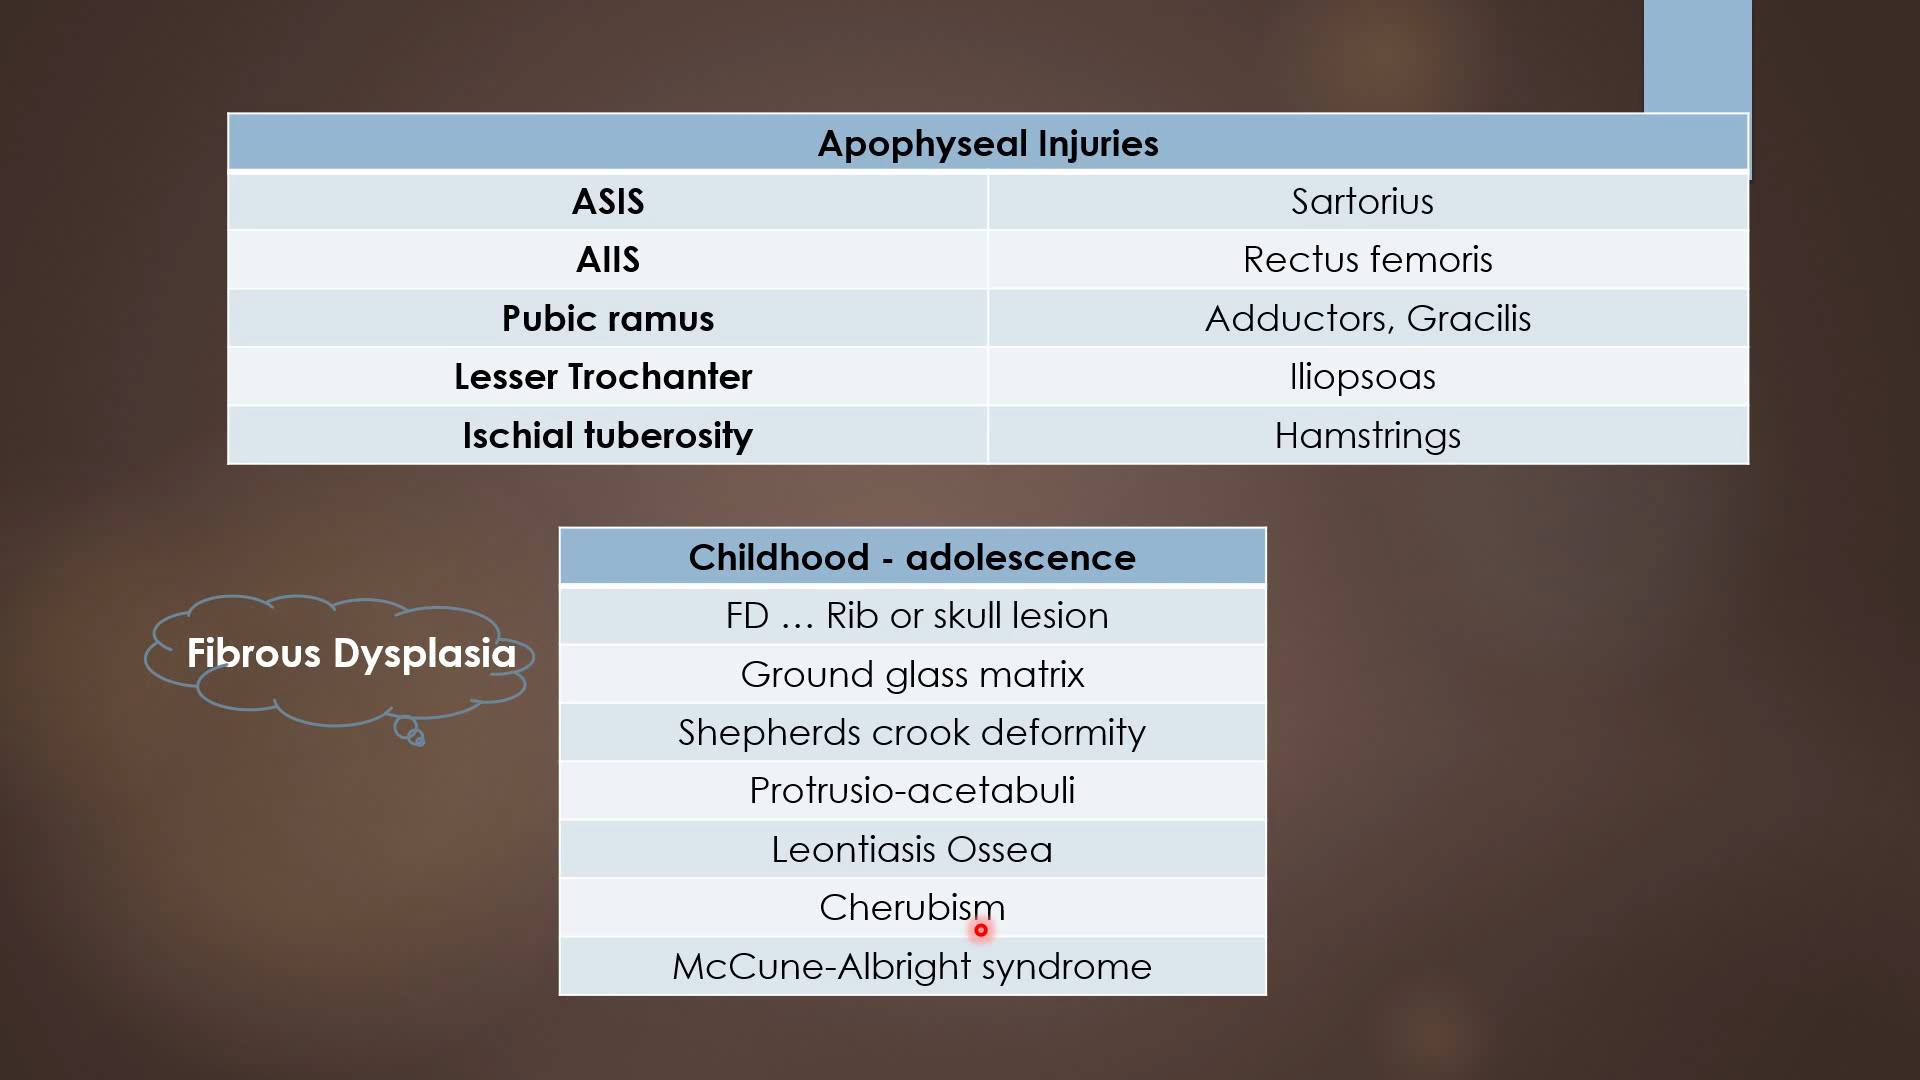 Apophyseal Injuries
ASIS Sartorius
AIIS Rectus femoris
Pubic ramus Adductors, Gracilis
Lesser Trochanter Iliopsoas
Ischial tuberosity Hamstrings
Fibrous Dysplasia
Childhood - adolescence
FD … Rib or skull lesion
Ground glass matrix
Shepherds crook deformity
Protrusio-acetabuli
Leontiasis Ossea
Cherubism
McCune-Albright syndrome